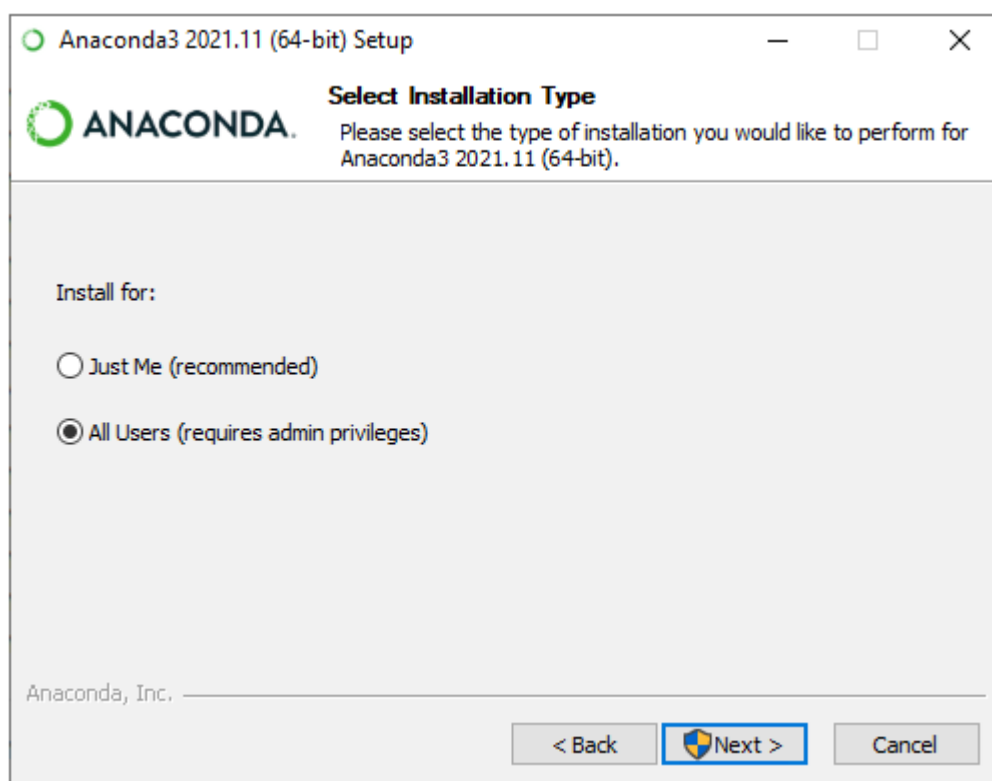 Anaconda3 2021.11 (64-bit) Setup
ANACONDA.
Select Installation Type
Please select the type of installation you would like to perform for
Anaconda3 2021.11 (64-bit).
Install for:
Just Me (recommended)
All Users (requires admin privileges)
Anaconda, Inc.
< Back
Next >
Cancel